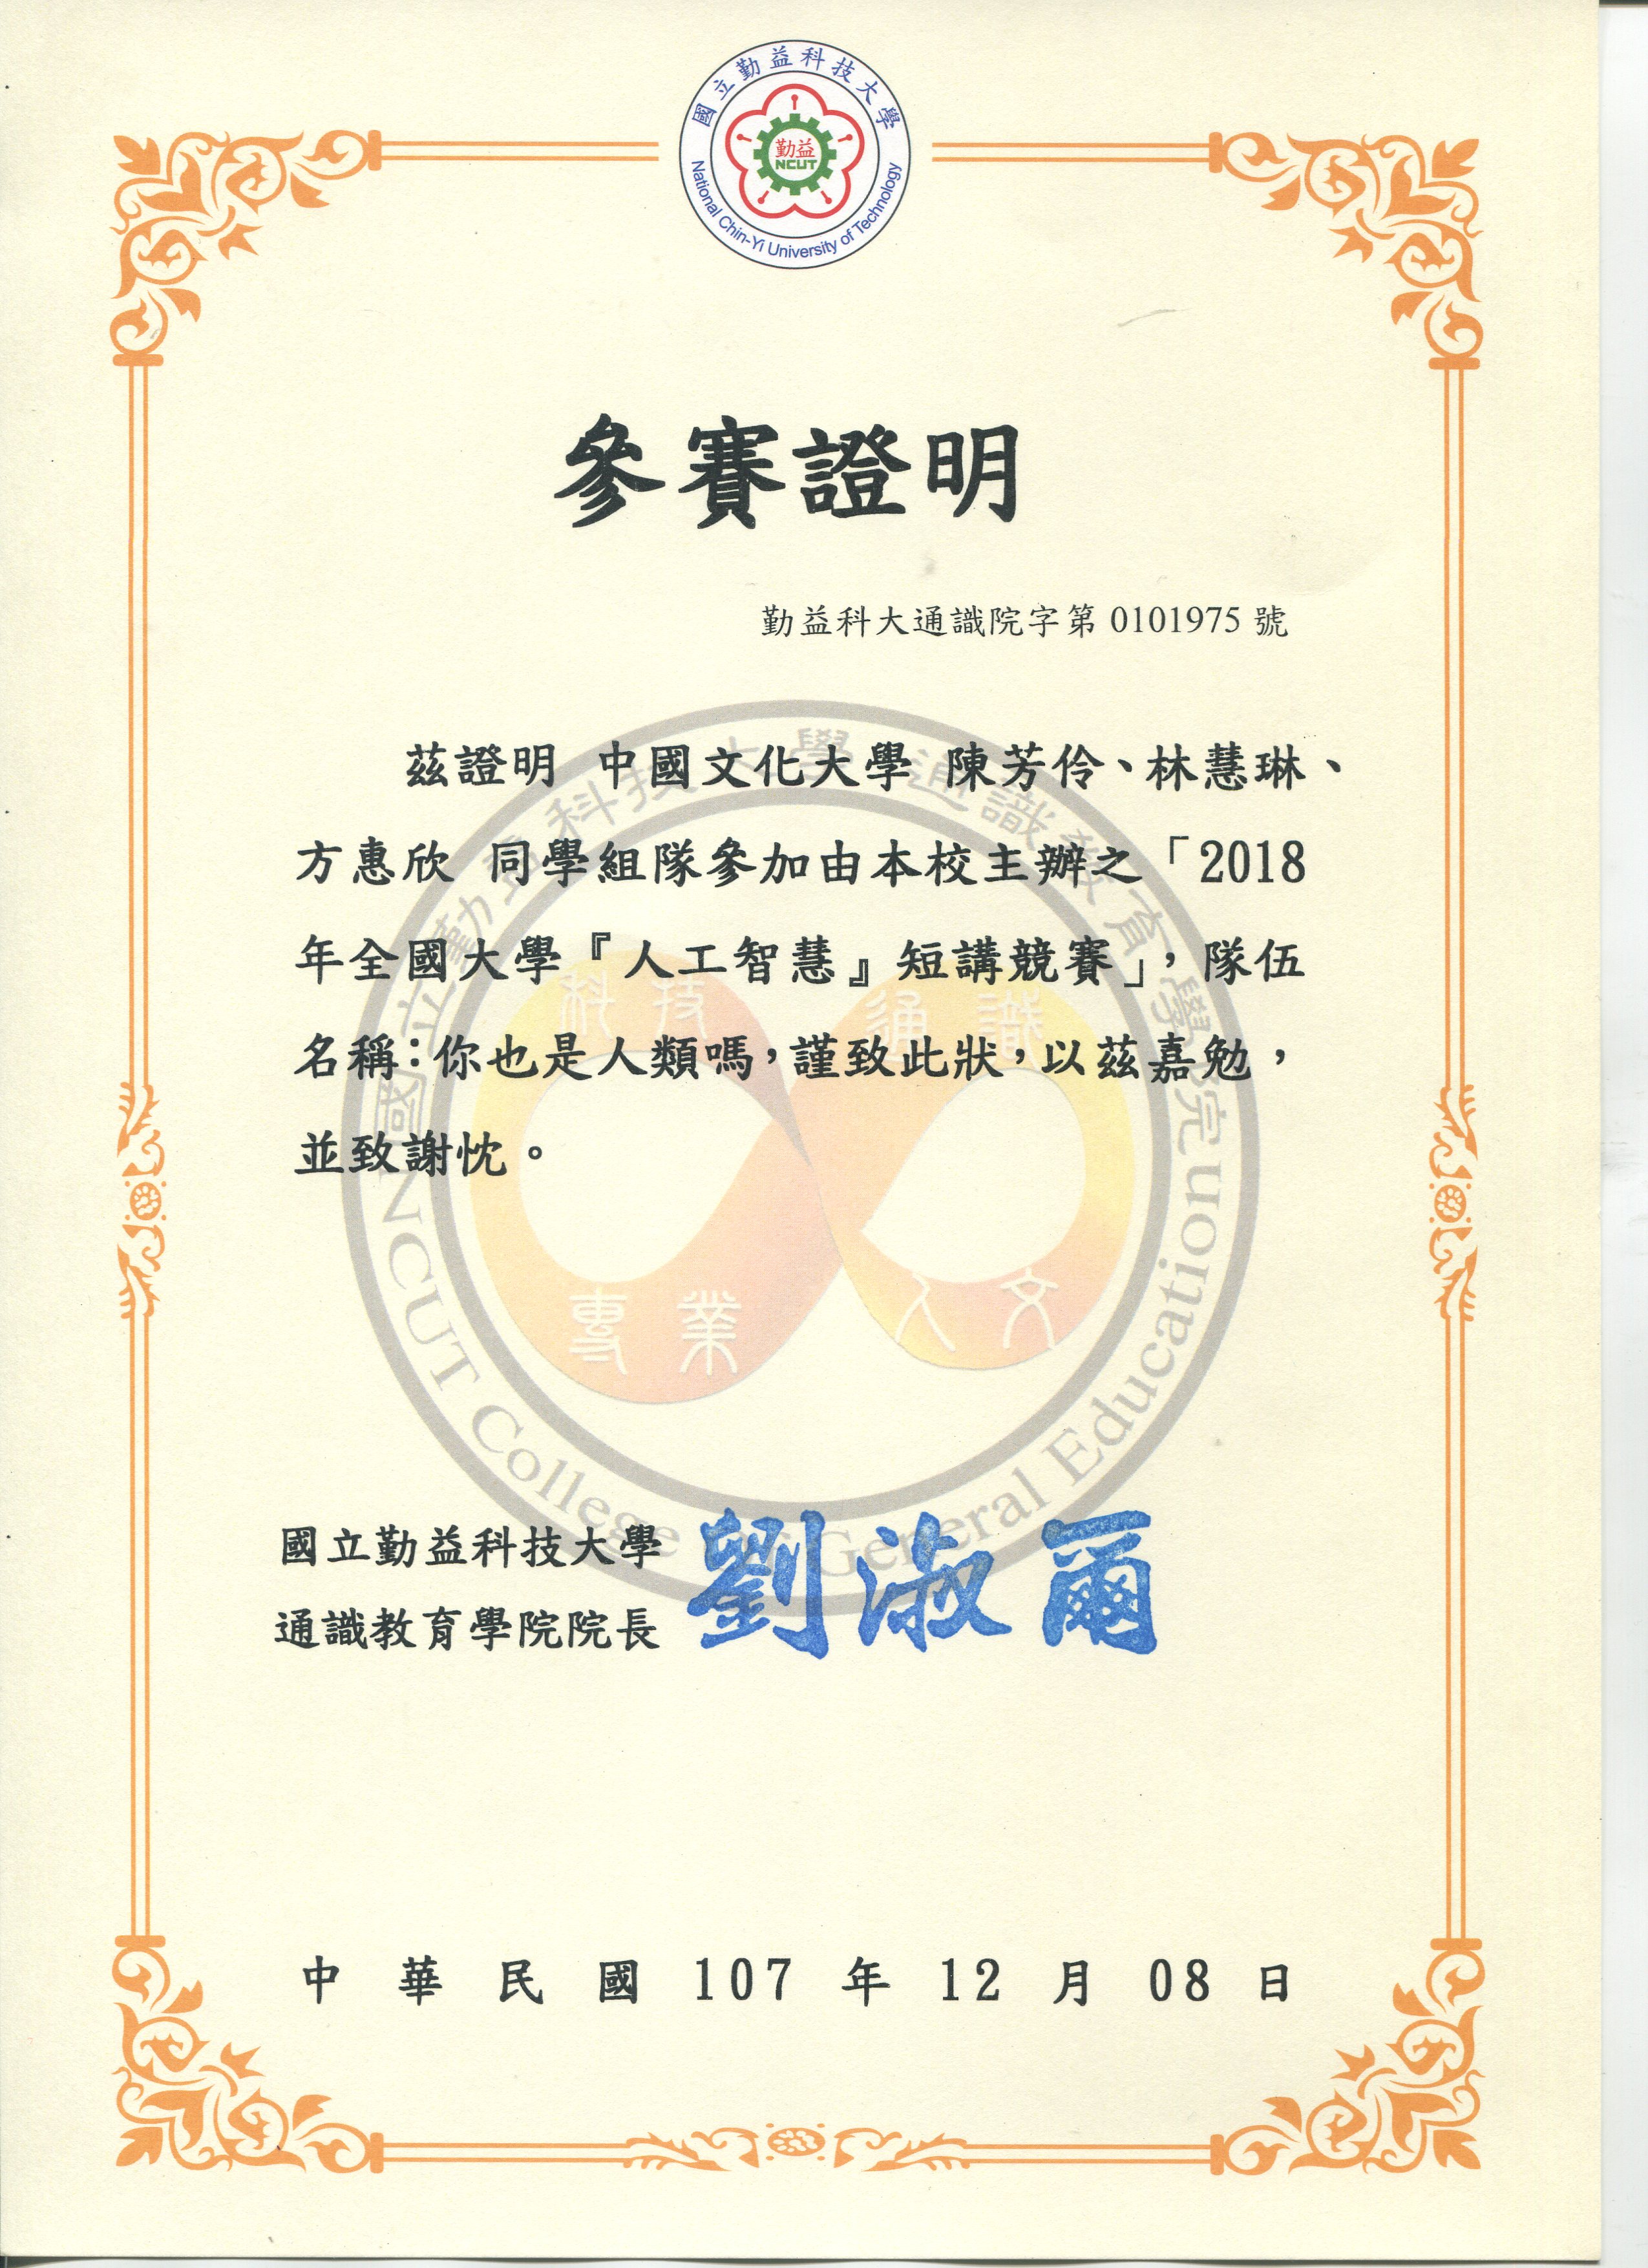 國立勤益科技大學
勤益
NCUT
National Chin-Yi University of Technology
參賽證明
勤益科大通識院字第 0101975 號
茲證明 中國文化大學 陳芳伶、林慧琳、
方惠欣 同學組隊參加由本校主辦之「2018
年全國大學『人工智慧』短講競賽」，隊伍
名稱：你也是人類嗎，謹致此狀，以茲嘉勉，
並致謝忱。
國立勤益科技大學通識教育學院
科技 通識
專業 人文
NCUT College of General Education
國立勤益科技大學
通識教育學院院長
劉淑爾
中華民國 107 年 12 月 08 日